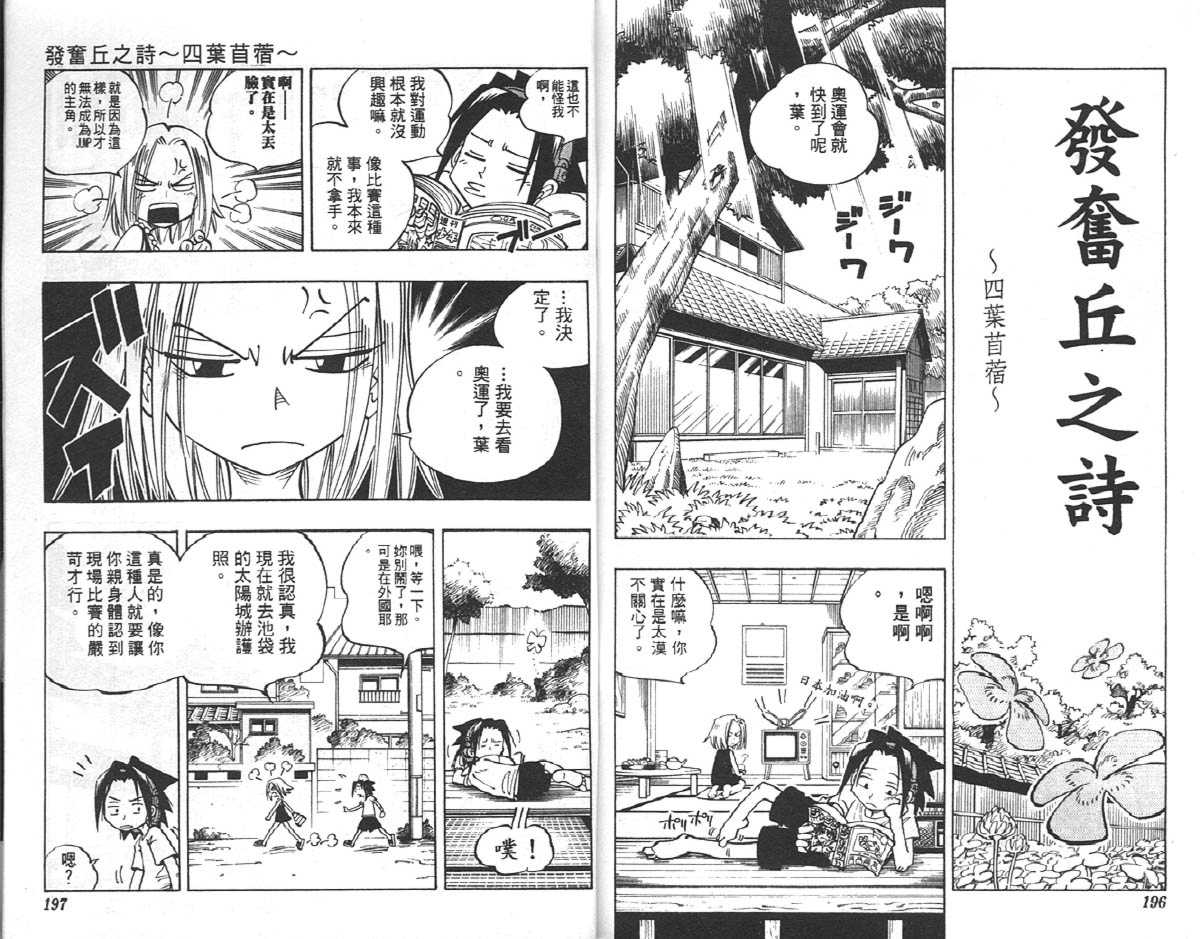 發奮丘之詩
～四葉苜蓿～
奧運會就
快到了呢
，葉。
ジーワ
ジーワ
嗯啊啊
，是啊
。
什麼嘛，你
實在是太漠
不關心了。
日本加油啊。
ポリポリ
196
發奮丘之詩～四葉苜蓿～
這也不
能怪我
啊，
我對運動
根本就沒
興趣嘛。
像比賽這種
事，我本來
就不拿手。
啊——
實在是太丟
臉了。
就是因為這
樣，所以才
無法成為JUMP
的主角。
…我決
定了。
…我要去看
奧運了，葉
。
噗！
喂，等一下。
妳別鬧了，那
可是在外國耶
。
我很認真，我
現在就去池袋
的太陽城辦護
照。
真是的，像你
這種人就要讓
你親身體認到
現場比賽的嚴
苛才行。
嗯？
197